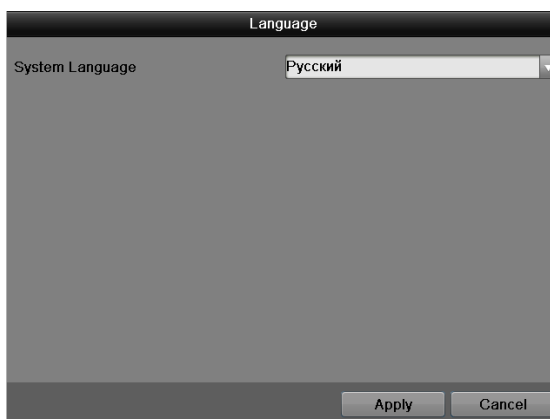 Language
System Language Русский
Apply Cancel